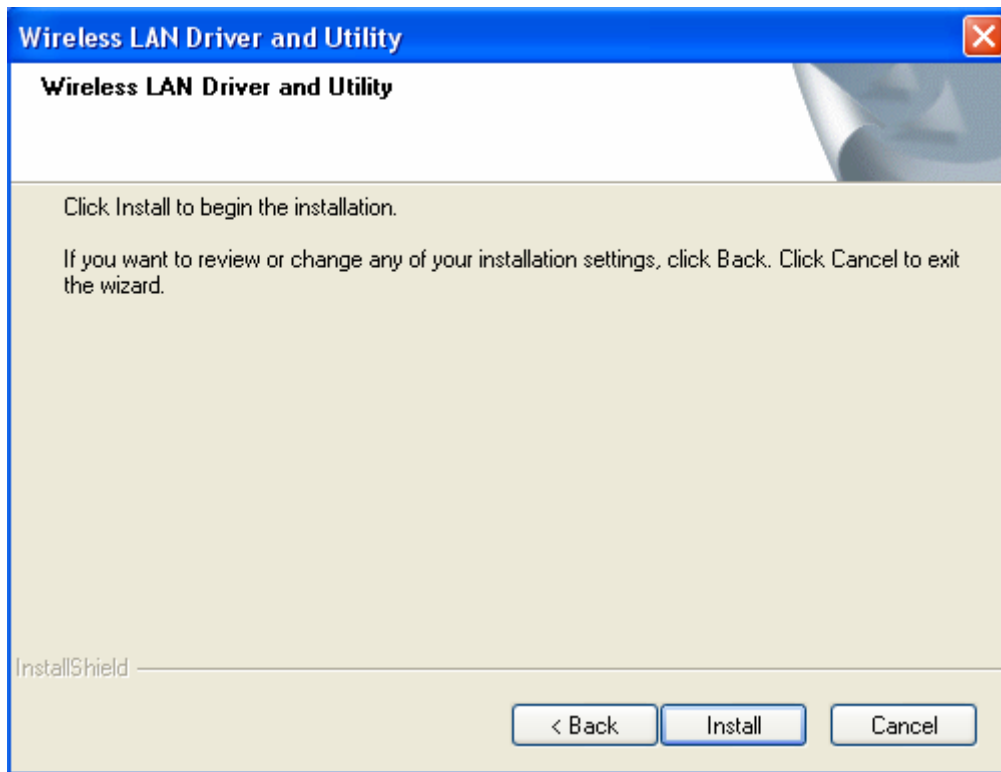 Wireless LAN Driver and Utility
Wireless LAN Driver and Utility
Click Install to begin the installation.
If you want to review or change any of your installation settings, click Back. Click Cancel to exit
the wizard.
InstallShield
< Back
Install
Cancel